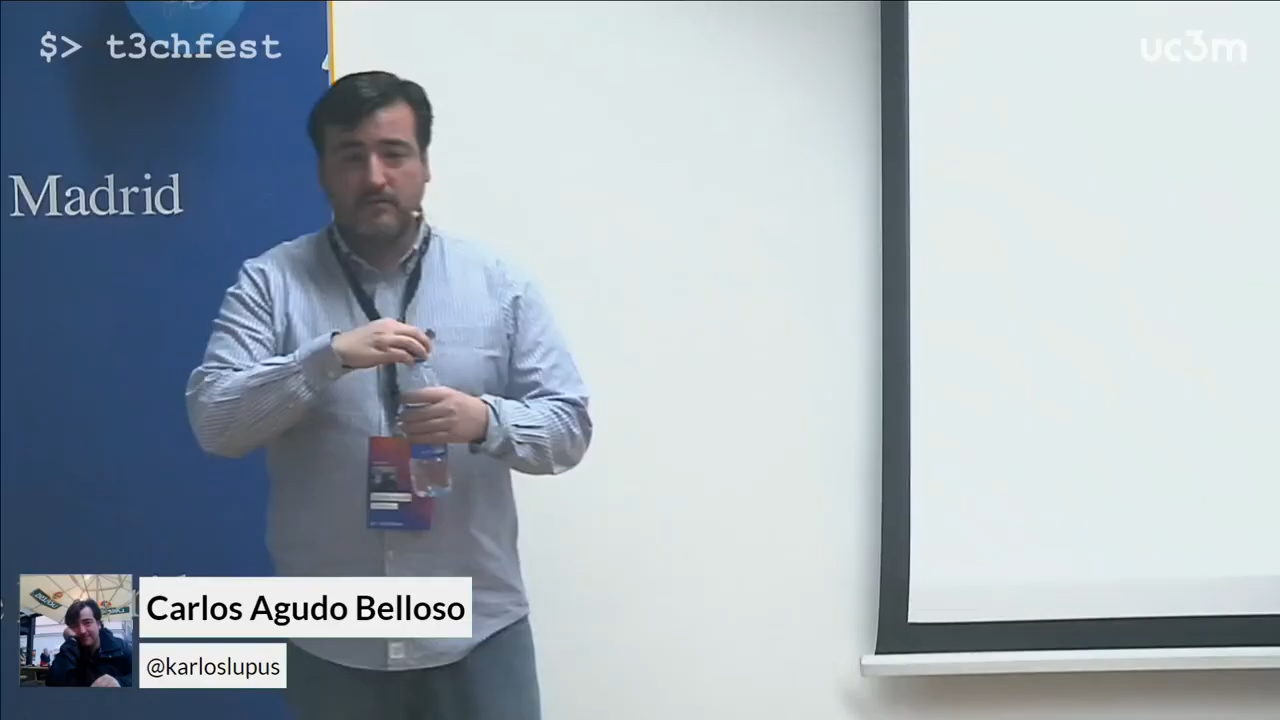 $> t3chfest
uc3m
Madrid
Carlos Agudo Belloso
@karloslupus